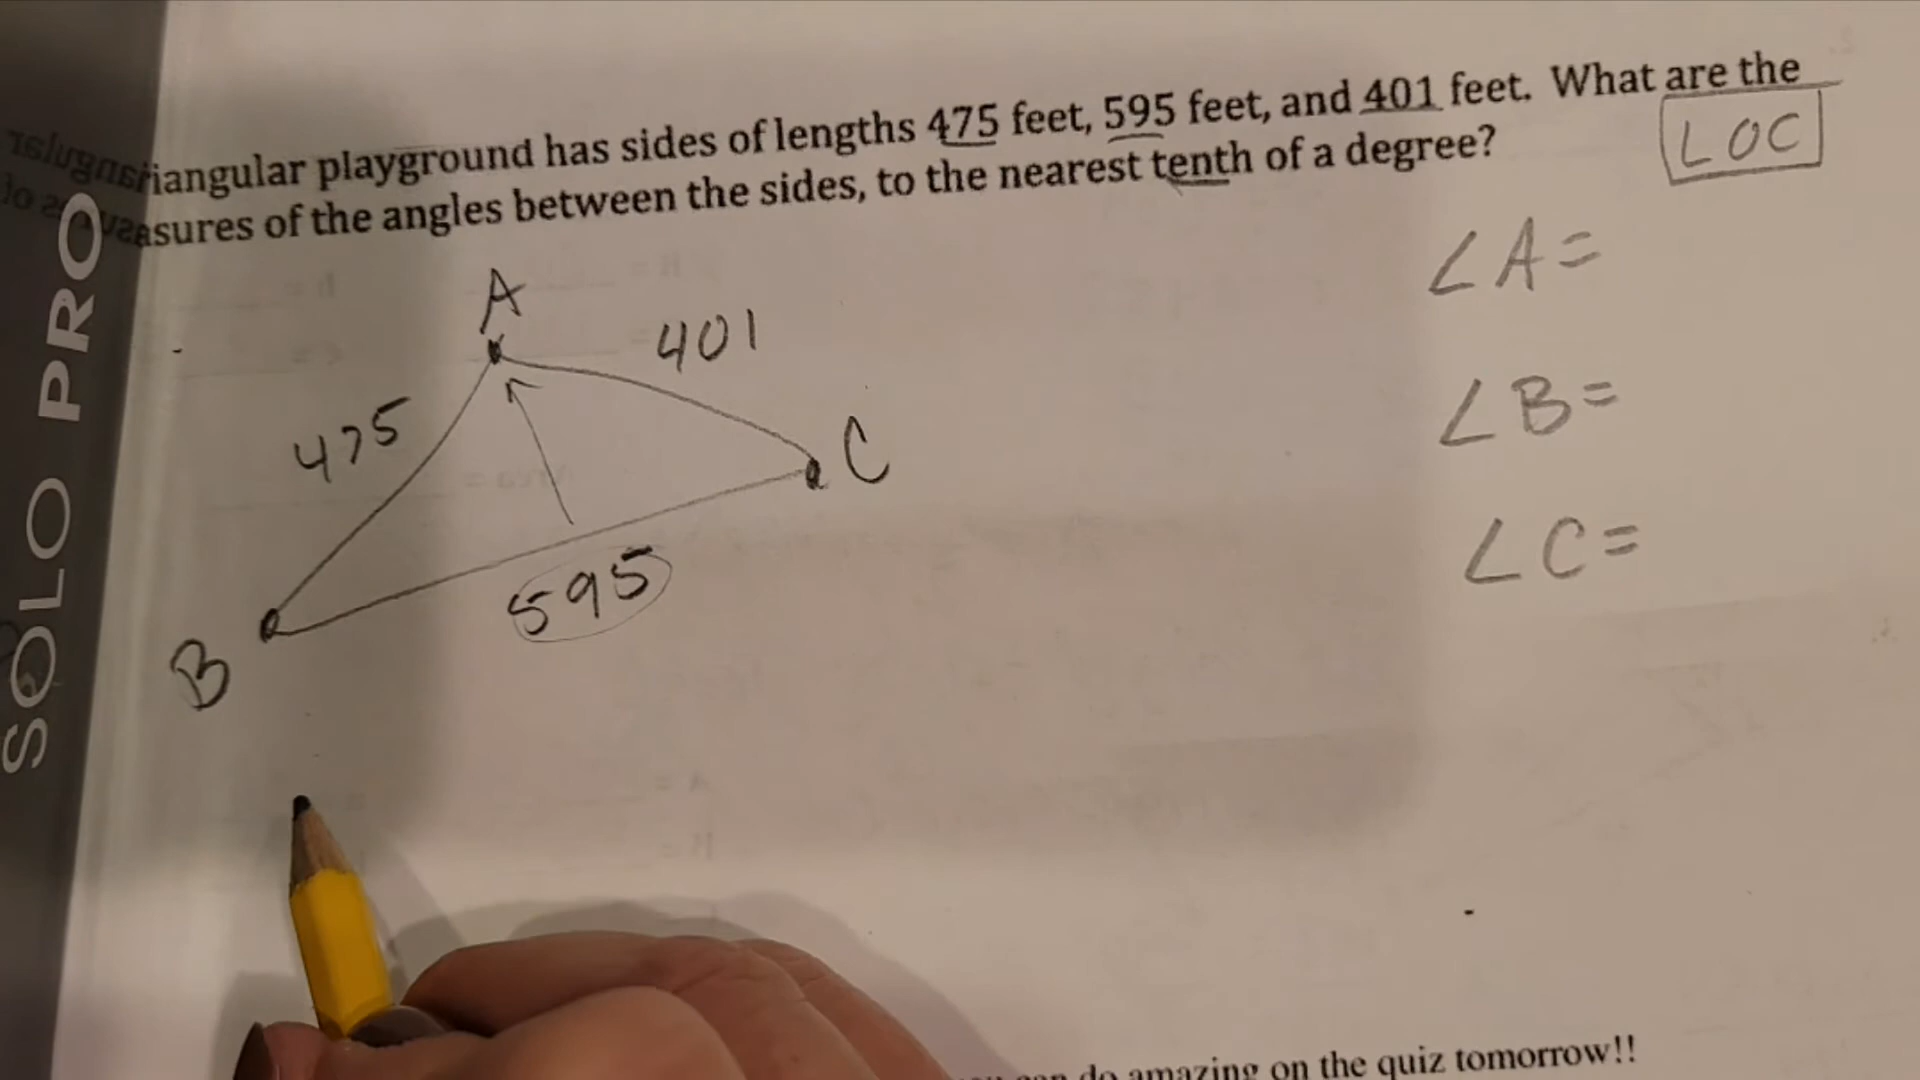 triangular playground has sides of lengths 475 feet, 595 feet, and 401 feet. What are the
measures of the angles between the sides, to the nearest tenth of a degree?
LOC
∠A=
A
401
∠B=
475
C
∠C=
595
B
SOLO PRO
can do amazing on the quiz tomorrow!!